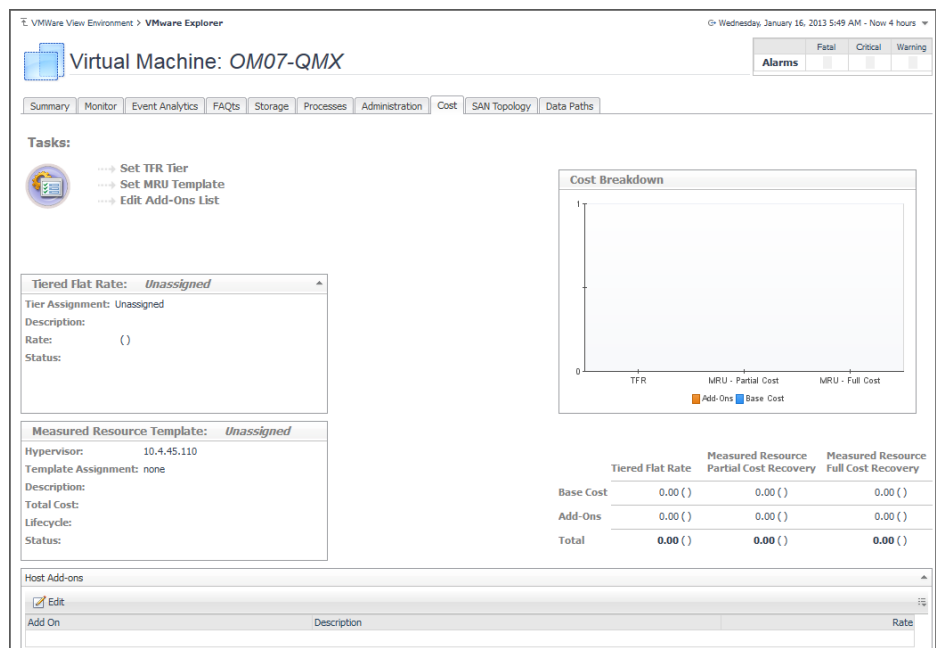 VMWare View Environment > VMware Explorer
Wednesday, January 16, 2013 5:49 AM - Now 4 hours
Virtual Machine: OM07-QMX
Fatal Critical Warning
Alarms
Summary Monitor Event Analytics FAQts Storage Processes Administration Cost SAN Topology Data Paths
Tasks:
Set TFR Tier
Set MRU Template
Edit Add-Ons List
Cost Breakdown
1
0
TFR MRU - Partial Cost MRU - Full Cost
Add-Ons Base Cost
Tiered Flat Rate: Unassigned
Tier Assignment: Unassigned
Description:
Rate: ( )
Status:
Measured Resource Template: Unassigned
Hypervisor: 10.4.45.110
Template Assignment: none
Description:
Total Cost:
Lifecycle:
Status:
Measured Resource Measured Resource
Tiered Flat Rate Partial Cost Recovery Full Cost Recovery
Base Cost 0.00 ( ) 0.00 ( ) 0.00 ( )
Add-Ons 0.00 ( ) 0.00 ( ) 0.00 ( )
Total 0.00 ( ) 0.00 ( ) 0.00 ( )
Host Add-ons
Edit
Add On Description Rate